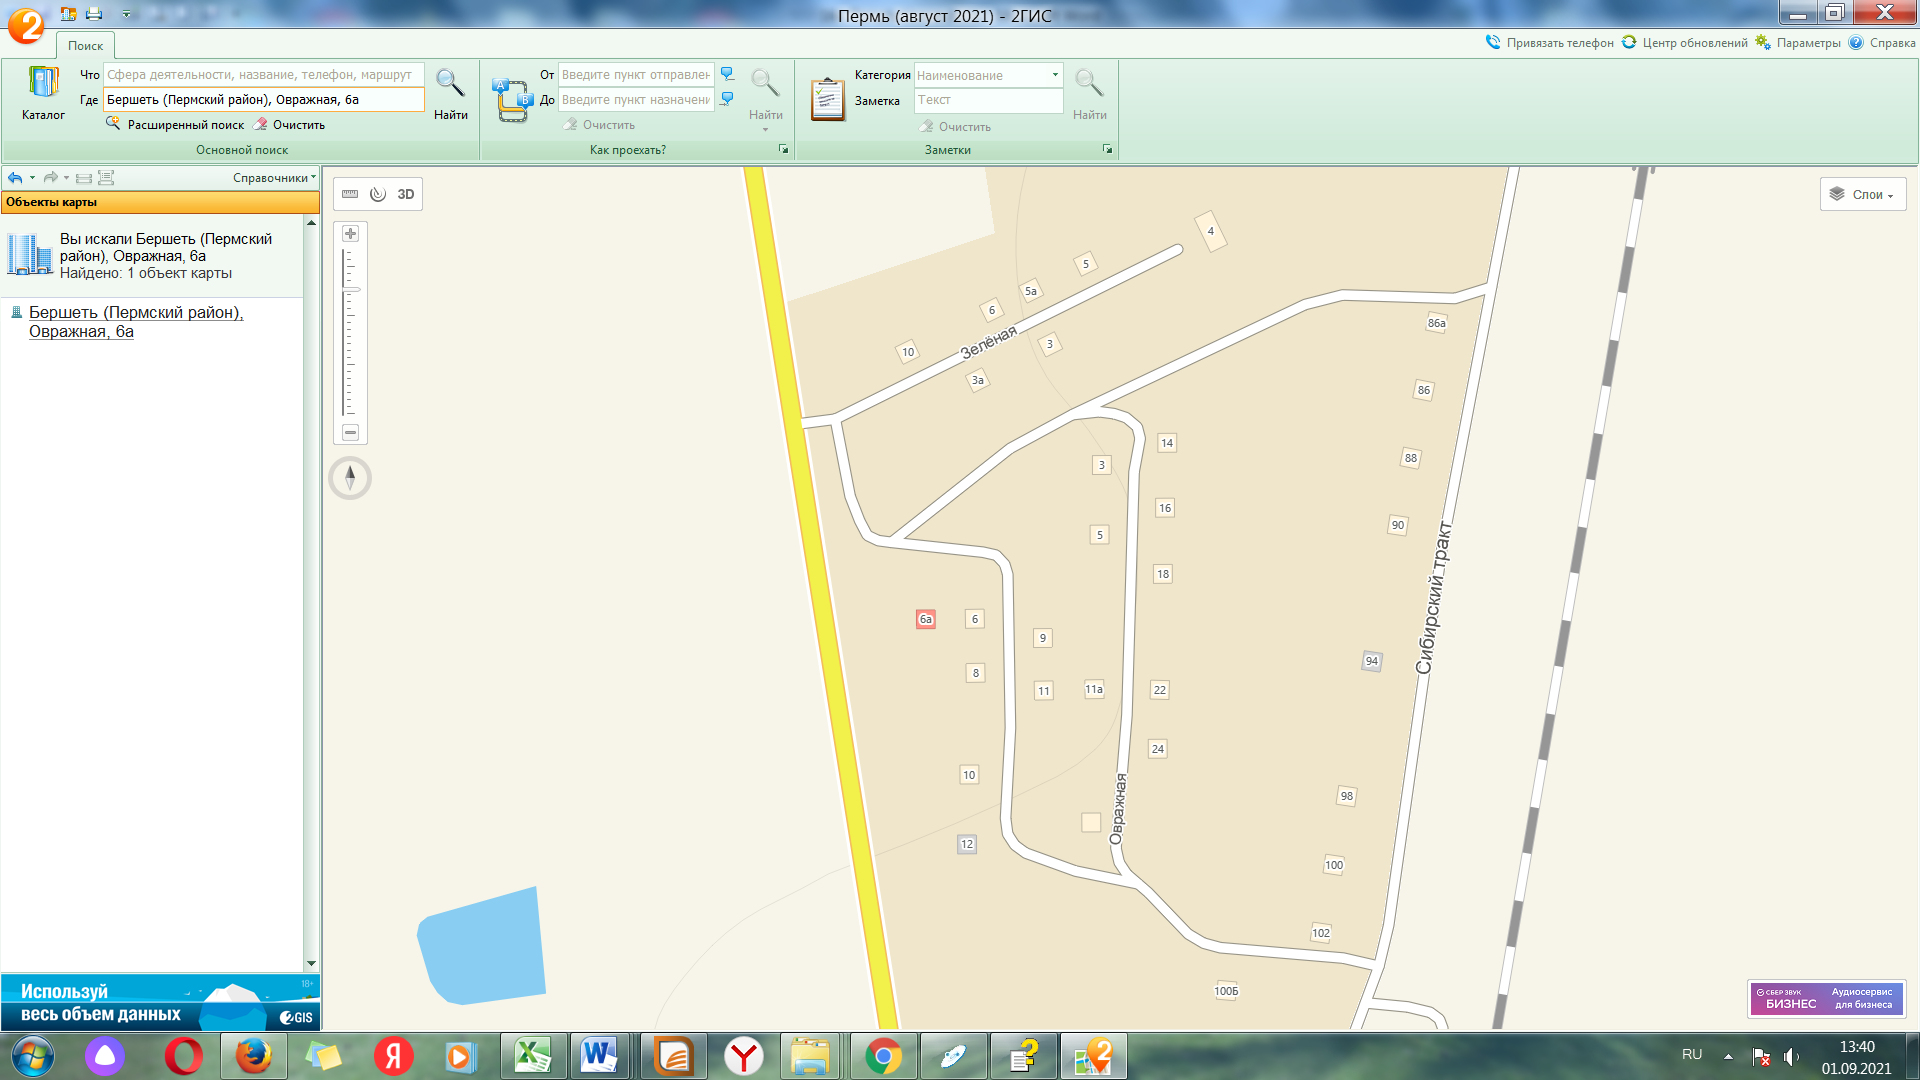 Пермь (август 2021) - 2ГИС
Поиск
Привязать телефон
Центр обновлений
Параметры
Справка
Каталог
Что
Сфера деятельности, название, телефон, маршрут
Где
Бершеть (Пермский район), Овражная, 6а
Расширенный поиск
Очистить
Найти
Основной поиск
От
Введите пункт отправлен
До
Введите пункт назначени
Очистить
Найти
Как проехать?
Категория
Наименование
Заметка
Текст
Очистить
Найти
Заметки
Справочники
Объекты карты
Вы искали Бершеть (Пермский
район), Овражная, 6а
Найдено: 1 объект карты
Бершеть (Пермский район),
Овражная, 6а
3D
Слои
4
5
5а
6
Зелёная
3
10
3а
86а
86
14
3
88
16
90
5
18
Сибирский тракт
6а
6
9
94
8
11
11а
22
24
10
98
Овражная
12
100
102
100Б
Используй
весь объем данных
18+
2GIS
СБЕР ЗВУК
БИЗНЕС
Аудиосервис
для бизнеса
RU
13:40
01.09.2021